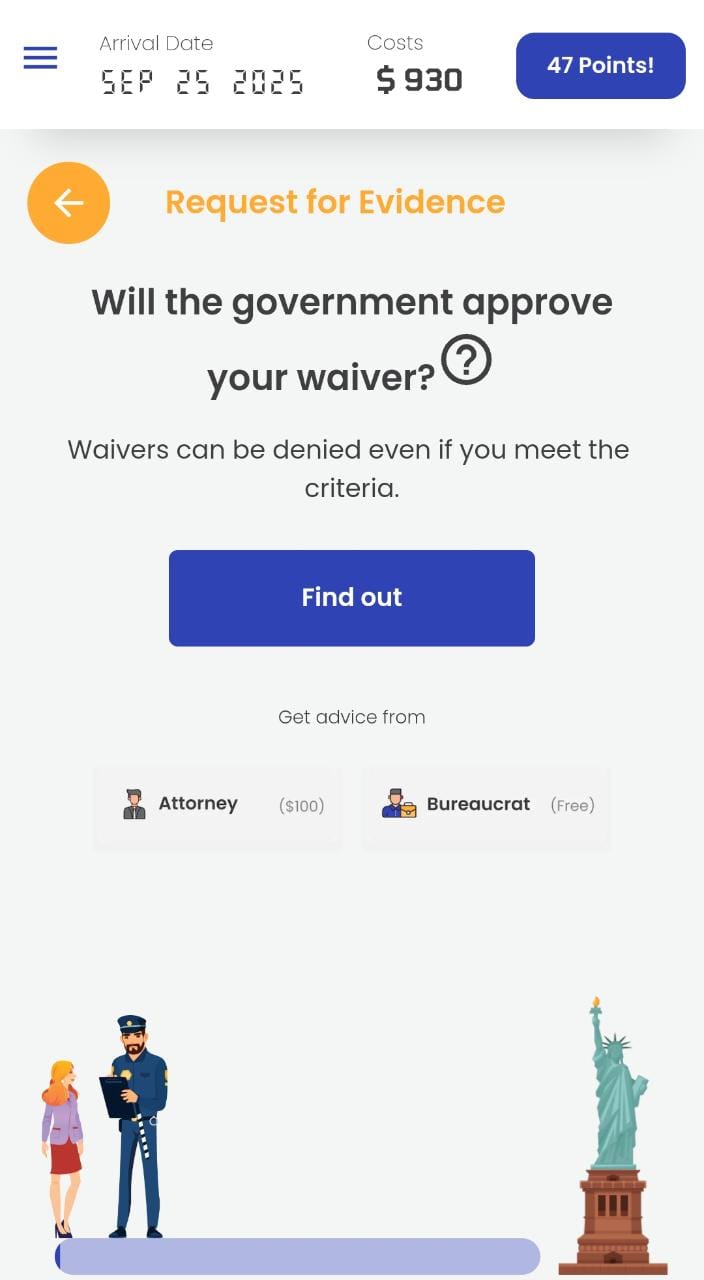 Arrival Date
SEP 25 2025
Costs
$ 930
47 Points!
Request for Evidence
Will the government approve
your waiver?
Waivers can be denied even if you meet the
criteria.
Find out
Get advice from
Attorney ($100)
Bureaucrat (Free)